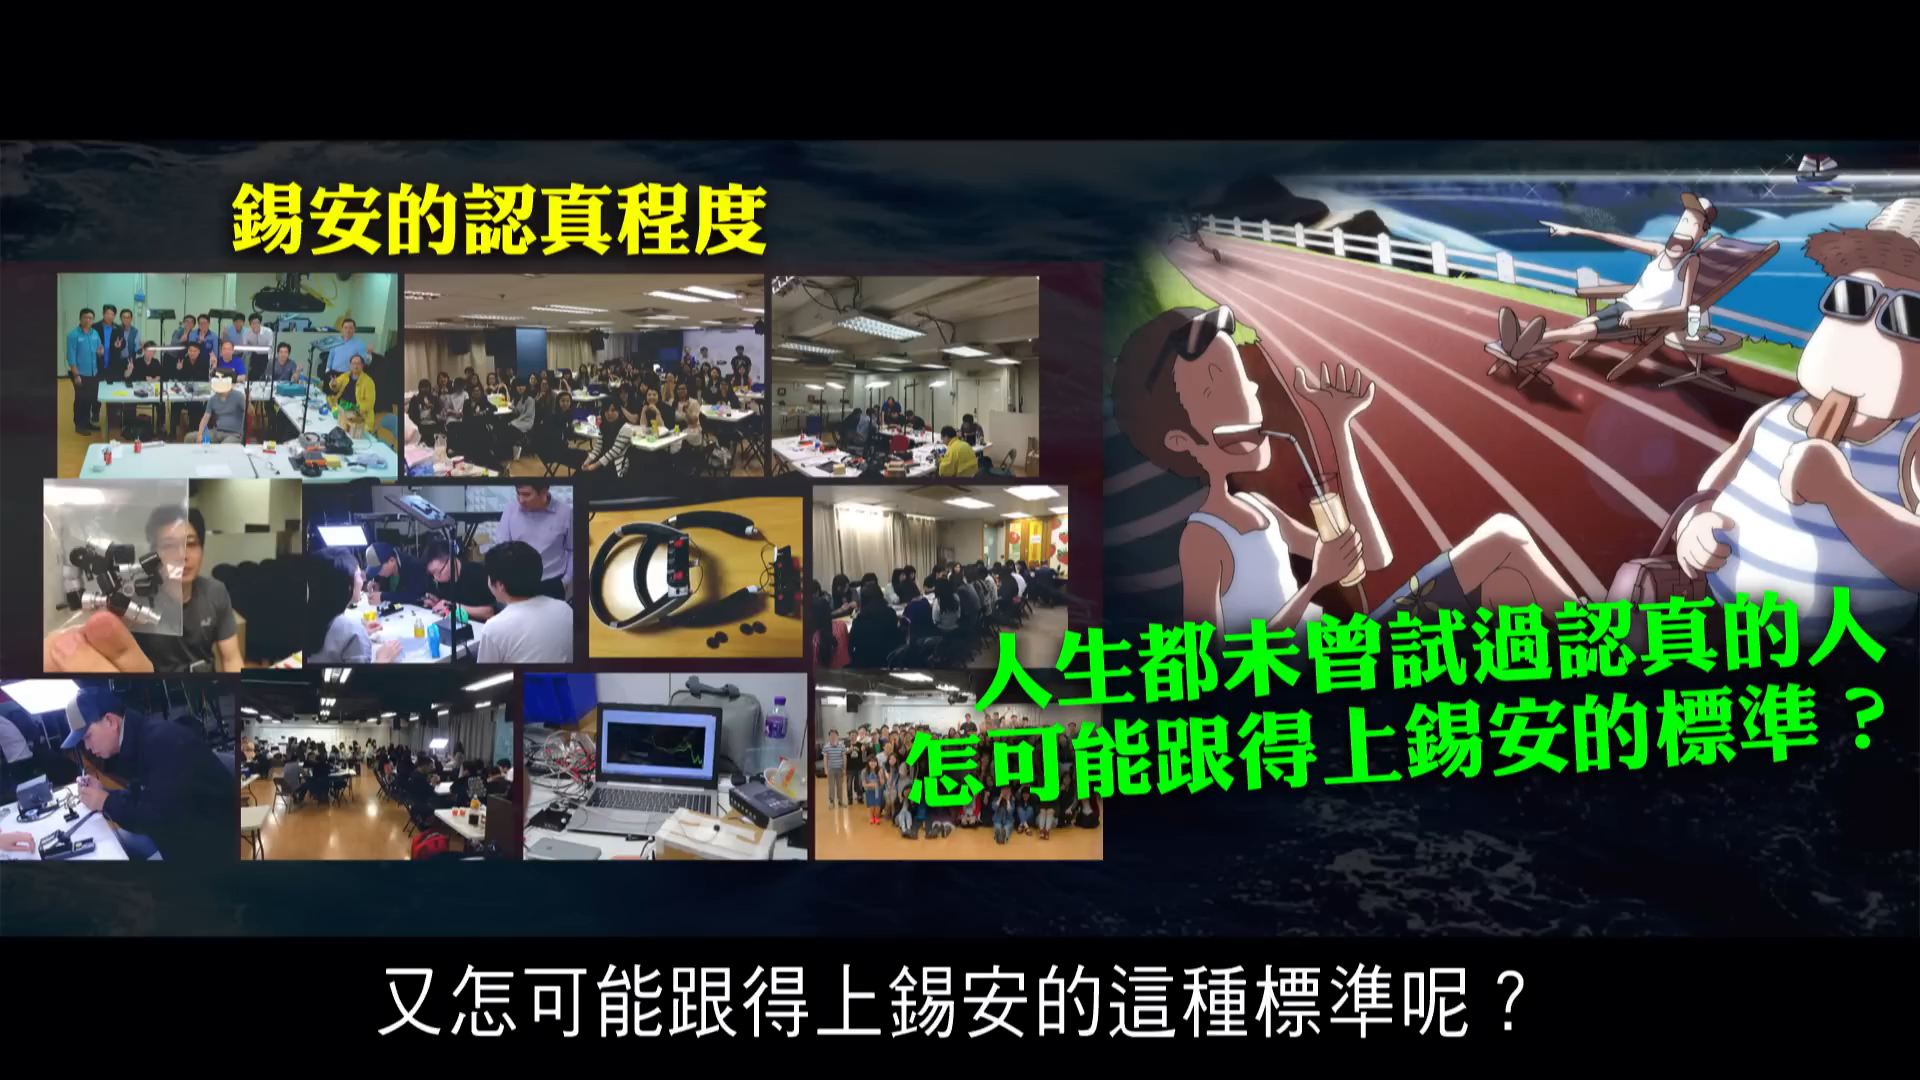 錫安的認真程度
人生都未曾試過認真的人
怎可能跟得上錫安的標準？
又怎可能跟得上錫安的這種標準呢？